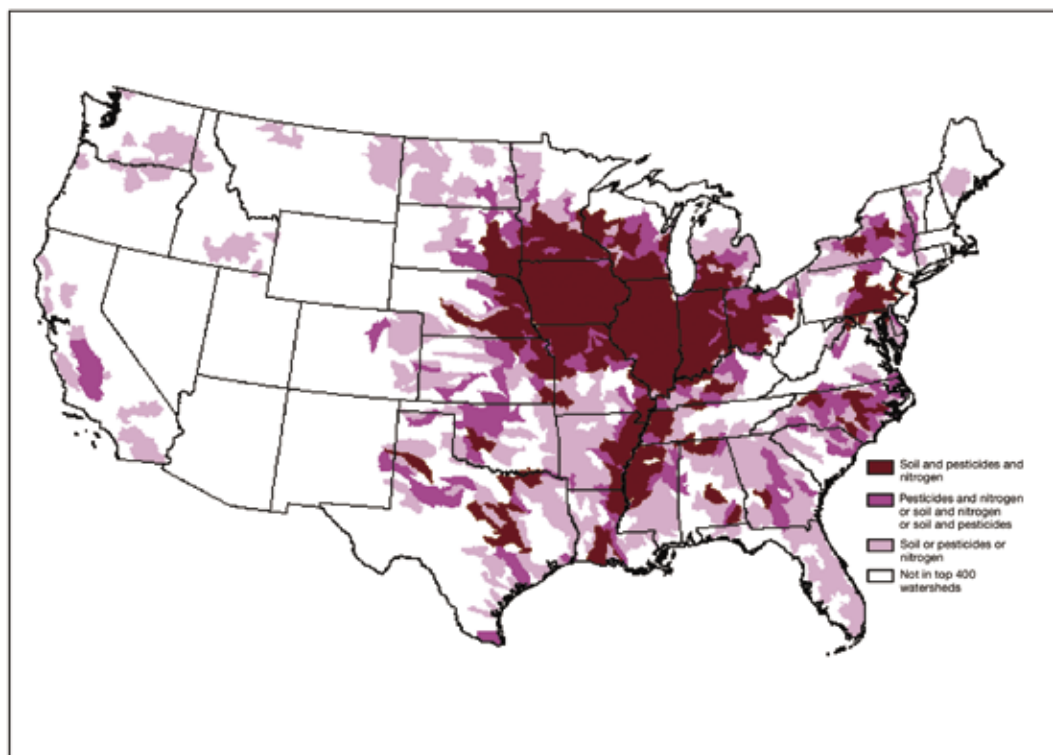 Soil and pesticides and
nitrogen
Pesticides and nitrogen
or soil and nitrogen
or soil and pesticides
Soil or pesticides or
nitrogen
Not in top 400
watersheds